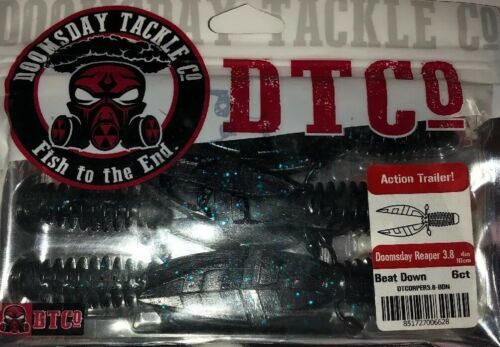 DOOMSDAY TACKLE CO
DOOMSDAY TACKLE Co
Fish to the End.
DTCo
Action Trailer!
Doomsday Reaper 3.8
Beat Down 6ct
DTCORPER3.8-BDN
851727006628
DTCo